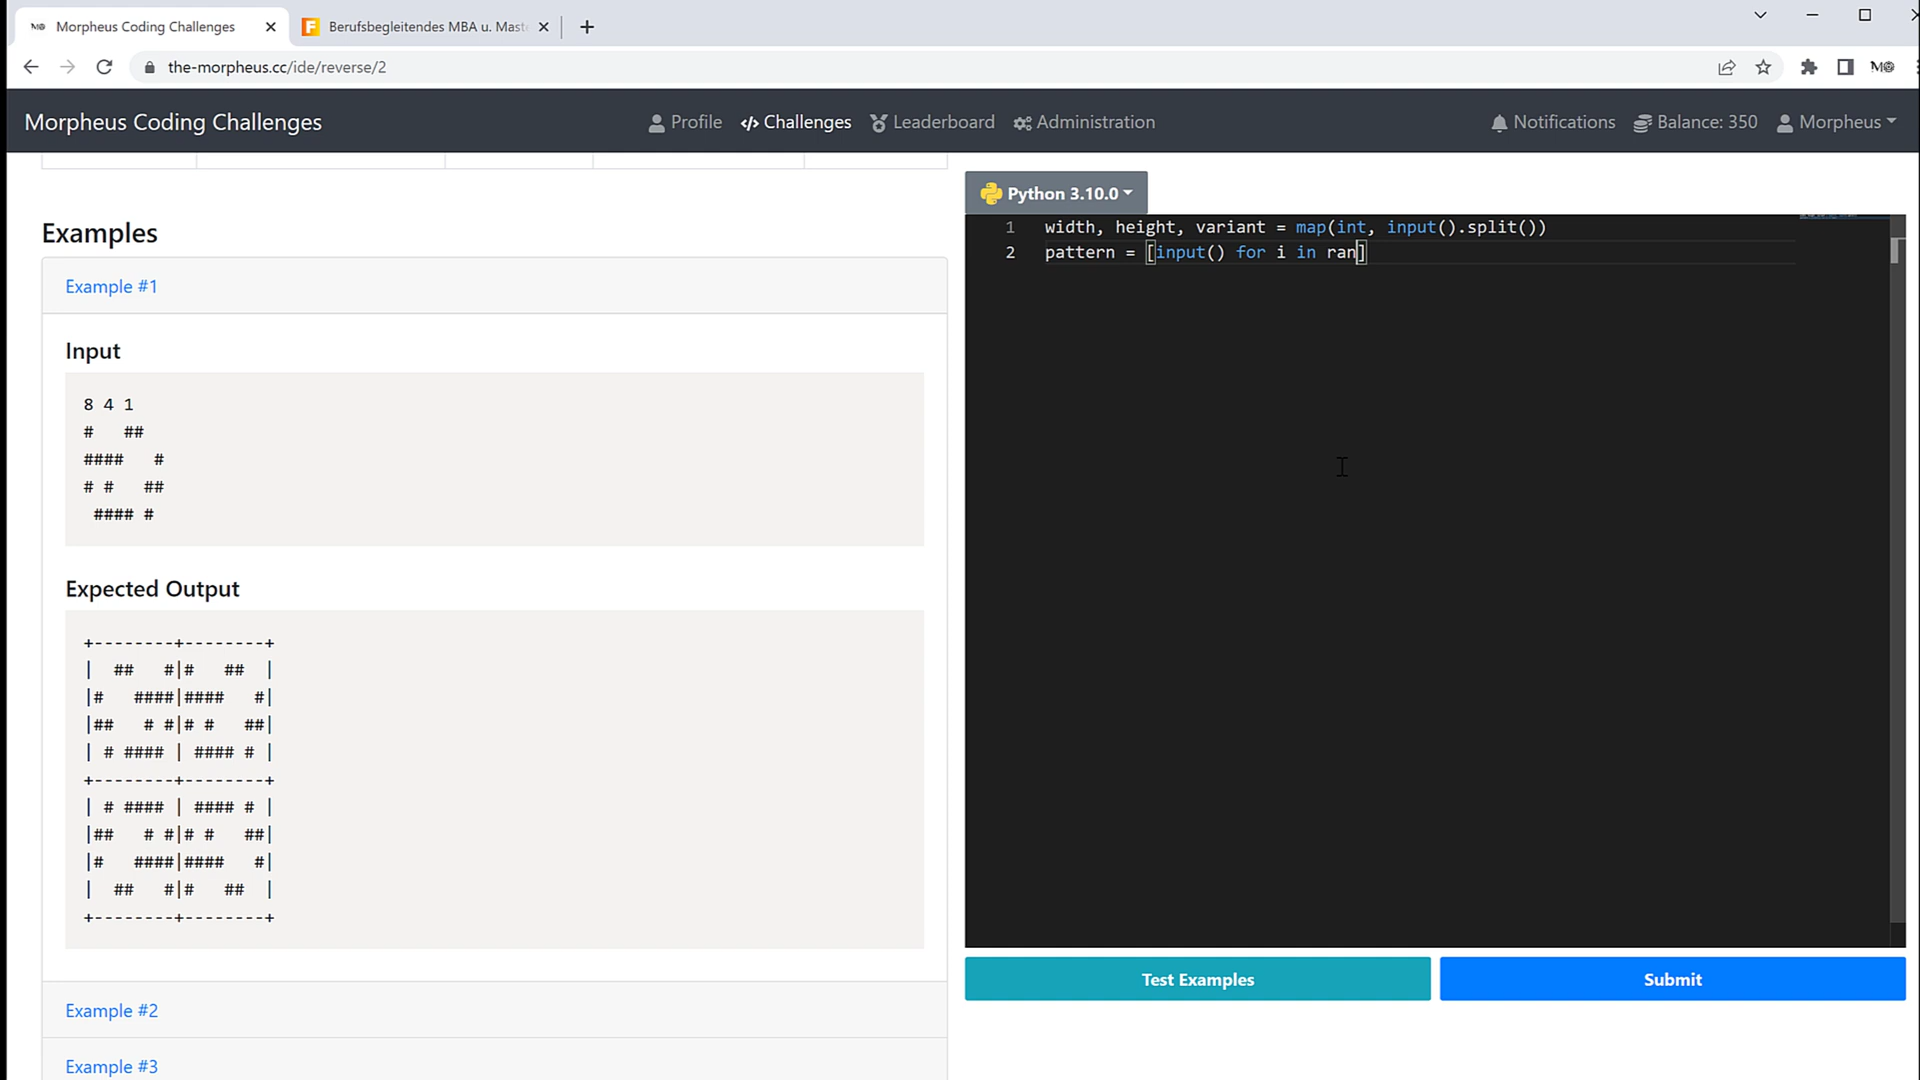 Morpheus Coding Challenges
Berufsbegleitendes MBA u. Mast
the-morpheus.cc/ide/reverse/2
Morpheus Coding Challenges
Profile
Challenges
Leaderboard
Administration
Notifications
Balance: 350
Morpheus
Examples
Example #1
Input
8 4 1
#   ##
####   #
# #   ##
 #### #
Expected Output
+--------+--------+
|  ##   #|#   ##  |
|#   ####|####   #|
|##   # #|# #   ##|
| # #### | #### # |
+--------+--------+
| # #### | #### # |
|##   # #|# #   ##|
|#   ####|####   #|
|  ##   #|#   ##  |
+--------+--------+
Example #2
Example #3
Python 3.10.0
1 width, height, variant = map(int, input().split())
2 pattern = [input() for i in ran]
Test Examples
Submit